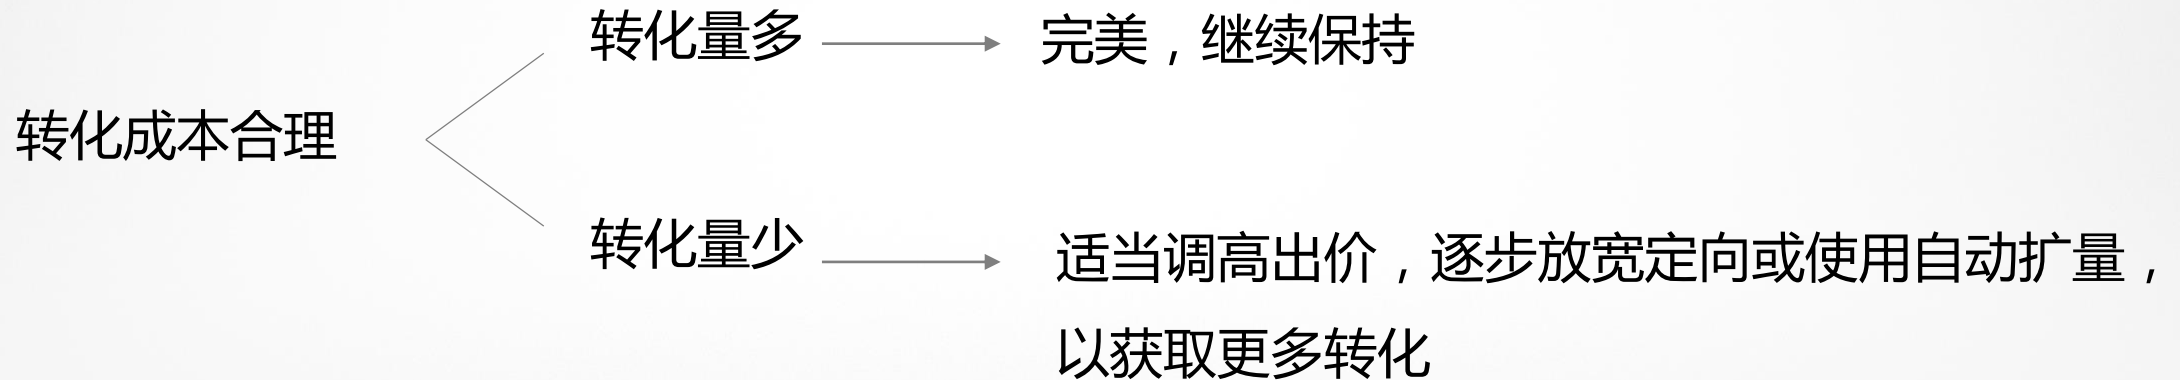 转化量多
完美，继续保持
转化成本合理
转化量少
适当调高出价，逐步放宽定向或使用自动扩量，
以获取更多转化